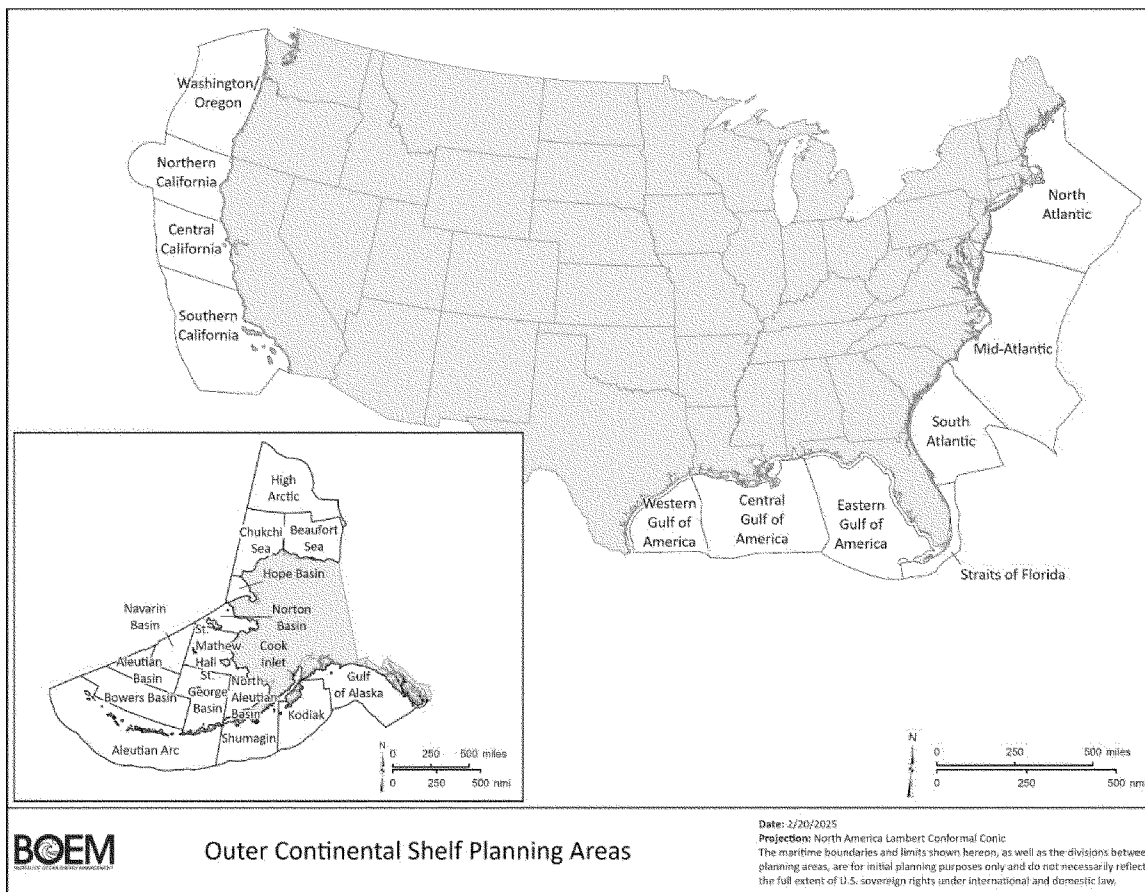 Washington/
Oregon
Northern
California
Central
California
Southern
California
North
Atlantic
Mid-Atlantic
South
Atlantic
Western
Gulf of
America
Central
Gulf of
America
Eastern
Gulf of
America
Straits of Florida
High
Arctic
Chukchi
Sea
Beaufort
Sea
Hope Basin
Navarin
Basin
Norton
Basin
St.
Mathew
Hall
Cook
Inlet
Aleutian
Basin
St.
George
Basin
North
Aleutian
Basin
Gulf
of Alaska
Bowers Basin
Kodiak
Shumagin
Aleutian Arc
N
0 250 500 miles
0 250 500 nmi
N
0 250 500 miles
0 250 500 nmi
BOEM
BUREAU OF OCEAN ENERGY MANAGEMENT
Outer Continental Shelf Planning Areas
Date: 2/20/2025
Projection: North America Lambert Conformal Conic
The maritime boundaries and limits shown hereon, as well as the divisions between
planning areas, are for initial planning purposes only and do not necessarily reflect
the full extent of U.S. sovereign rights under international and domestic law.